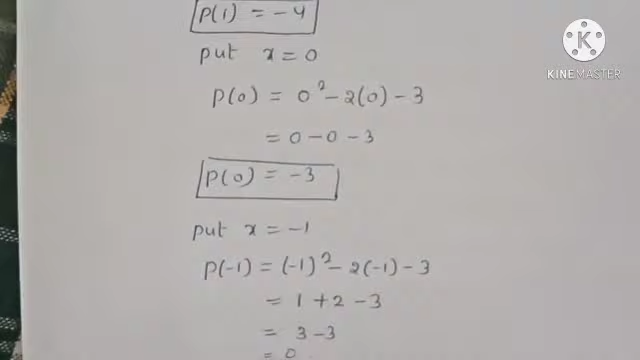 P(1) = -4
put x = 0
P(0) = 0² - 2(0) - 3
= 0 - 0 - 3
P(0) = -3
put x = -1
P(-1) = (-1)² - 2(-1) - 3
= 1 + 2 - 3
= 3 - 3
= 0
KINEMASTER